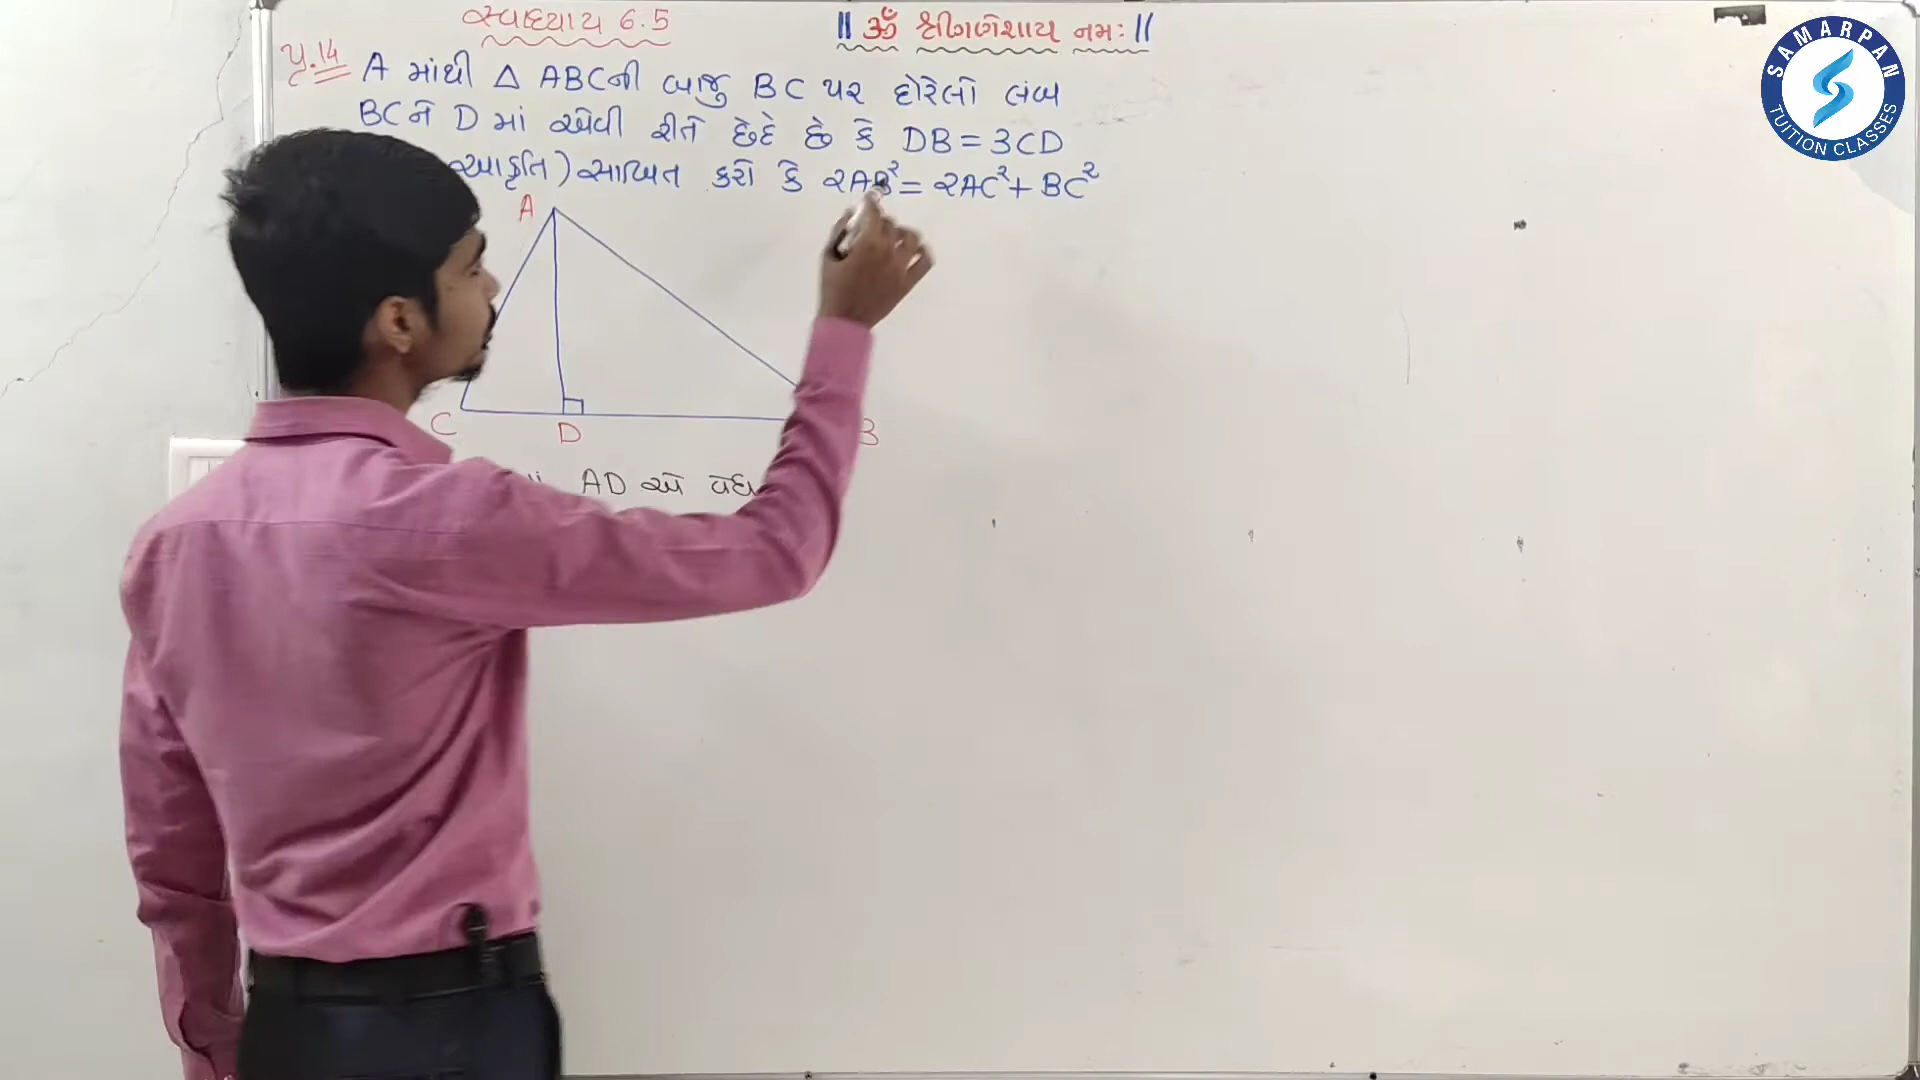 સ્વાધ્યાય 6.5
|| ૐ શ્રી ગણેશાય નમઃ ||
પ્ર.14 A માંથી △ ABCની બાજુ BC પર દોરેલો લંબ
BCને D માં એવી રીતે છેદે છે કે DB = 3CD
આકૃતિ) સાબિત કરો કે 2AB² = 2AC² + BC²
A
C
D
B
AD એ વેધ
SAMARPAN
TUITION CLASSES